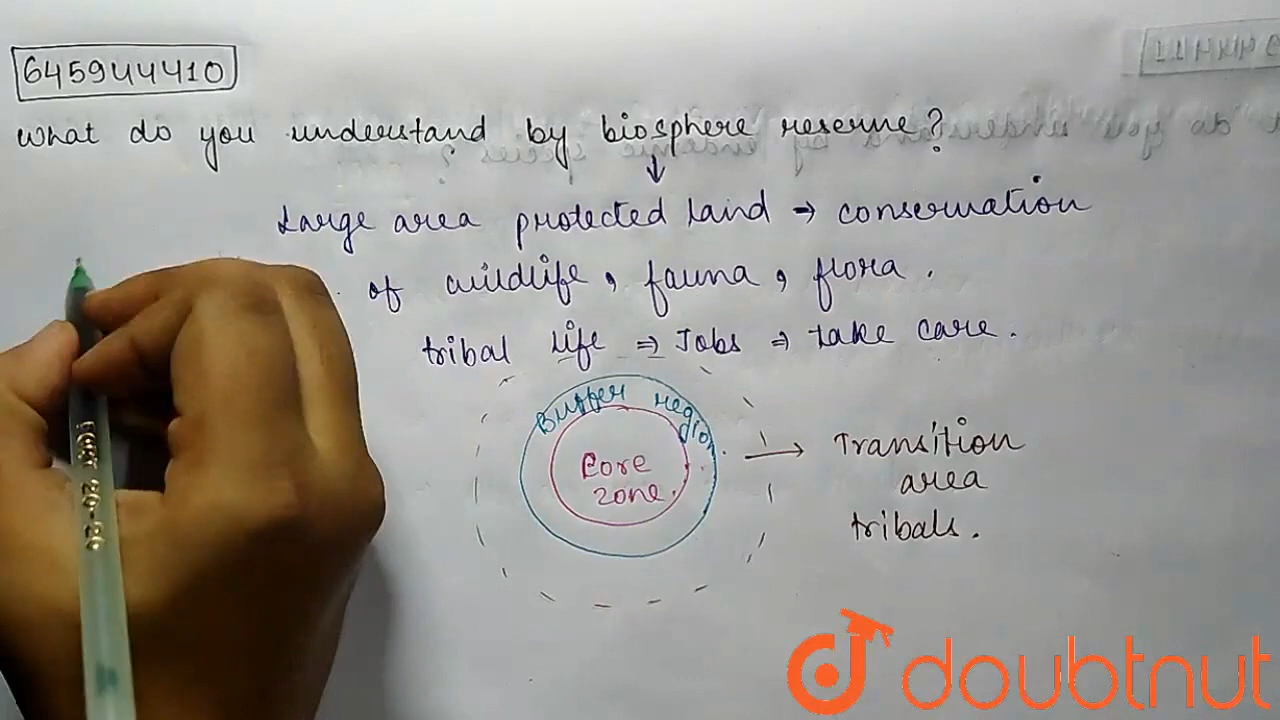 645944410
What do you understand by biosphere reserve?
↓
Large area protected land → conservation
of wildlife, fauna, flora.
tribal life ⇒ Jobs ⇒ take care.
Buffer region.
Core
zone.
→ Transition
area
tribals.
doubtnut